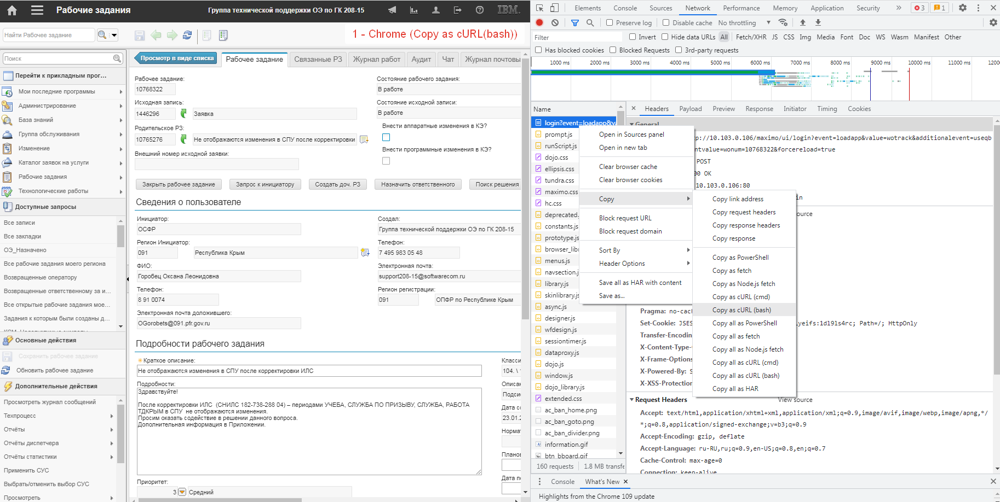 Рабочие задания
Группа технической поддержки ОЭ по ГК 208-15
IBM
Найти Рабочее задание
1 - Chrome (Copy as cURL(bash))
Поиск
Перейти к прикладным прог...
Мои последние программы
Администрирование
База знаний
Группа обслуживания
Изменение
Каталог заявок на услуги
Рабочие задания
Технологические работы
Доступные запросы
Все записи
Все закладки
ОЭ_Назначено
Все рабочие задания моего региона
Возвращенные оператору
Возвращенные ответственному за и...
Все открытые рабочие задания мое...
Задания к которым были созданы д...
Основные действия
Сохранить рабочее задание
Обновить рабочее задание
Дополнительные действия
Просмотреть журнал сообщений
Техпроцесс
Отчёты
Отчёты диспетчера
Отчёты статистики
Применить СУС
Выбрать/отменить выбор СУС
Просмотреть
Просмотр в виде списка
Рабочее задание
Связанные РЗ
Журнал работ
Аудит
Чат
Журнал почтовы
Рабочее задание:
10768322
Состояние рабочего задания:
В работе
Исходная запись:
1446296
Заявка
Состояние исходной записи:
В работе
Родительское РЗ:
10765276
Не отображаются изменения в СПУ после корректировки
Внести аппаратные изменения в КЭ?
Внести программные изменения в КЭ?
Внешний номер исходной заявки:
Закрыть рабочее задание
Запрос к инициатору
Создать доч. РЗ
Назначить ответственного
Поиск решения
Сведения о пользователе
Инициатор:
ОСФР
Создал:
Группа технической поддержки ОЭ по ГК 208-15
Регион Инициатор:
091
Республика Крым
Телефон:
7 495 983 05 48
ФИО:
Горобец Оксана Леонидовна
Электронная почта:
support208-15@softwarecom.ru
Телефон:
8 91 0074
Регион регистрации:
091
ОПФР по Республике Крым
Электронная почта доложившего:
OGorobets@091.pfr.gov.ru
Подробности рабочего задания
Краткое описание:
Не отображаются изменения в СПУ после корректировки ИЛС
Подробности:
Здравствуйте!
После корректировки ИЛС (СНИЛС 182-738-288 04) – периодами УЧЕБА, СЛУЖБА ПО ПРИЗЫВУ, СЛУЖБА, РАБОТА
ТДКРЫМ в СПУ не отображаются изменения.
Просим оказать содействие в решении данного вопроса.
Дополнительная информация в Приложении.
Приоритет:
3
Средний
Класси
104. \
Описан
Подси
Дата со
23.01.2
Нормат
Планов
Дата по
Elements
Console
Sources
Network
Performance
Memory
Application
Security
»
3
1
Preserve log
Disable cache
No throttling
Filter
Invert
Hide data URLs
All
Fetch/XHR
JS
CSS
Img
Media
Font
Doc
WS
Wasm
Manifest
Other
Has blocked cookies
Blocked Requests
3rd-party requests
1000 ms
2000 ms
3000 ms
4000 ms
5000 ms
6000 ms
7000 ms
8000 ms
9000 ms
10000 ms
11000 ms
1200
Name
login?event=loadapp&va
prompt.js
runScript.js
dojo.css
ellipsis.css
tundra.css
maximo.css
hc.css
deprecated.
constants.js
prototype.js
browser_libr
menus.js
navsection.j
library.js
skinlibrary.js
async.js
designer.js
wfdesign.js
sessiontimer.js
dataproxy.js
dojo.js
window.js
dojo_library.js
extended.css
ac_ban_home.png
ac_ban_goto.png
ac_ban_divider.png
information.gif
btn_bboard.gif
160 requests
1.8 MB transfe
Headers
Payload
Preview
Response
Initiator
Timing
Cookies
General
p://10.103.0.106/maximo/ui/login?event=loadapp&value=wotrack&additionalevent=useqb
ntvalue=wonum=10768322&forcereload=true
POST
00 OK
10.103.0.106:80
in
ource
Open in Sources panel
Open in new tab
Clear browser cache
Clear browser cookies
Copy
Block request URL
Block request domain
Sort By
Header Options
Save all as HAR with content
Save as...
Copy link address
Copy request headers
Copy response headers
Copy response
Copy as PowerShell
Copy as fetch
Copy as Node.js fetch
Copy as cURL (cmd)
Copy as cURL (bash)
Copy all as PowerShell
Copy all as fetch
Copy all as Node.js fetch
Copy all as cURL (cmd)
Copy all as cURL (bash)
Copy all as HAR
Pragma: no-cac
Set-Cookie: JSES
lyeifs:1dl9ls4rc; Path=/; HttpOnly
Transfer-Encodin
X-Content-Type-
X-Frame-Options
X-Powered-By: S
X-XSS-Protection
Request Headers
View source
Accept: text/html,application/xhtml+xml,application/xml;q=0.9,image/avif,image/webp,image/apng,*/
*;q=0.8,application/signed-exchange;v=b3;q=0.9
Accept-Encoding: gzip, deflate
Accept-Language: ru-RU,ru;q=0.9,en-US;q=0.8,en;q=0.7
Cache-Control: max-age=0
Connection: keep-alive
Console
What's New
Highlights from the Chrome 109 update